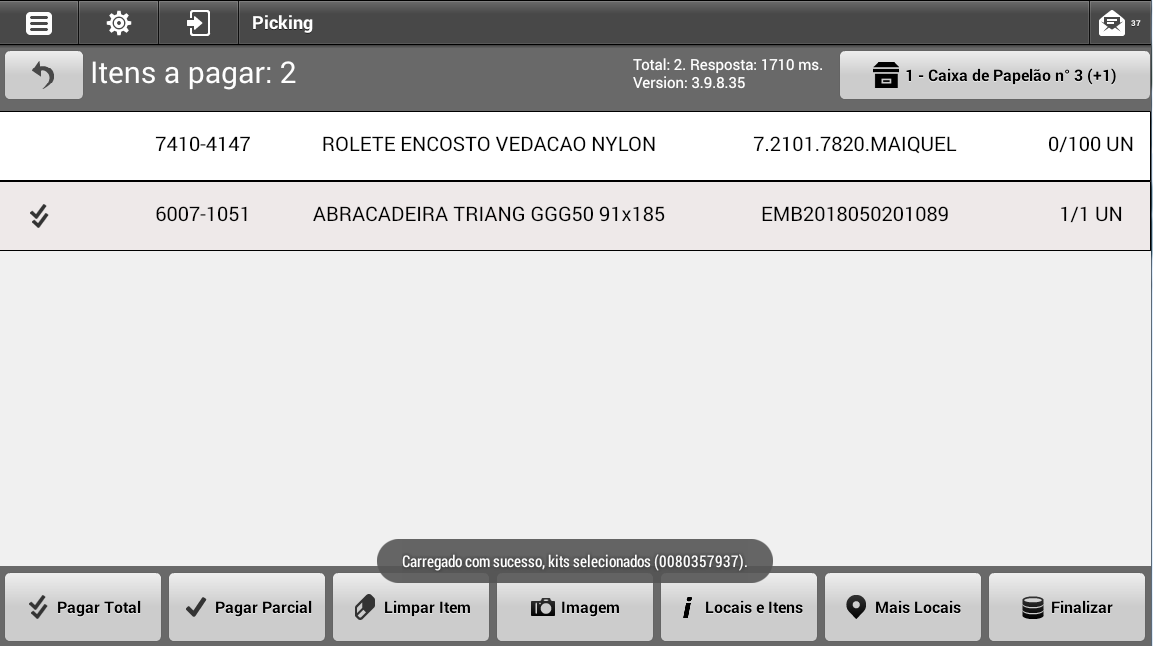 Picking
37
Itens a pagar: 2
Total: 2. Resposta: 1710 ms.
Version: 3.9.8.35
1 - Caixa de Papelão n° 3 (+1)
7410-4147 ROLETE ENCOSTO VEDACAO NYLON 7.2101.7820.MAIQUEL 0/100 UN
6007-1051 ABRACADEIRA TRIANG GGG50 91x185 EMB2018050201089 1/1 UN
Carregado com sucesso, kits selecionados (0080357937).
Pagar Total Pagar Parcial Limpar Item Imagem Locais e Itens Mais Locais Finalizar